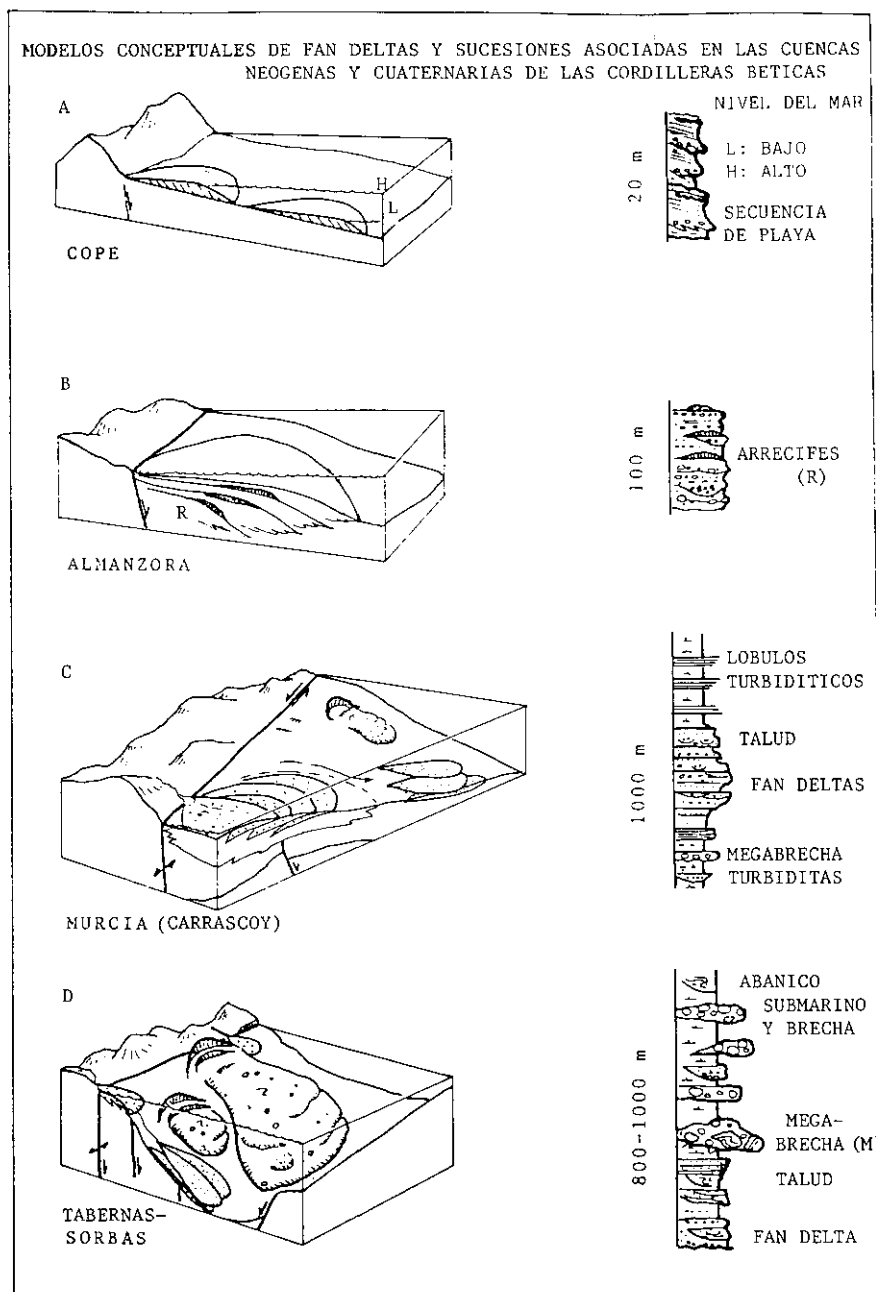 MODELOS CONCEPTUALES DE FAN DELTAS Y SUCESIONES ASOCIADAS EN LAS CUENCAS
NEOGENAS Y CUATERNARIAS DE LAS CORDILLERAS BETICAS
A
H
L
COPE
20 m
NIVEL DEL MAR
L: BAJO
H: ALTO
SECUENCIA
DE PLAYA
B
R
ALMANZORA
100 m
ARRECIFES
(R)
C
MURCIA (CARRASCOY)
1000 m
LOBULOS
TURBIDITICOS
TALUD
FAN DELTAS
MEGABRECHA
TURBIDITAS
D
TABERNAS-
SORBAS
800-1000 m
ABANICO
SUBMARINO
Y BRECHA
MEGA-
BRECHA (M
TALUD
FAN DELTA